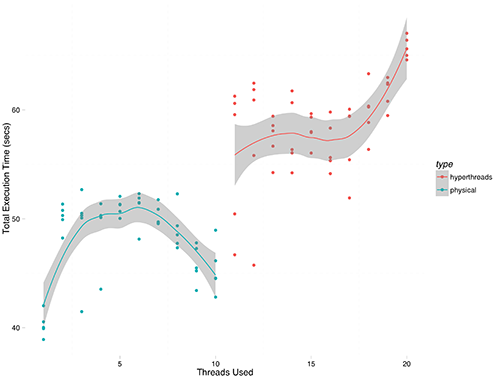 Total Execution Time (secs)
60
50
40
5
10
15
20
Threads Used
type
hyperthreads
physical